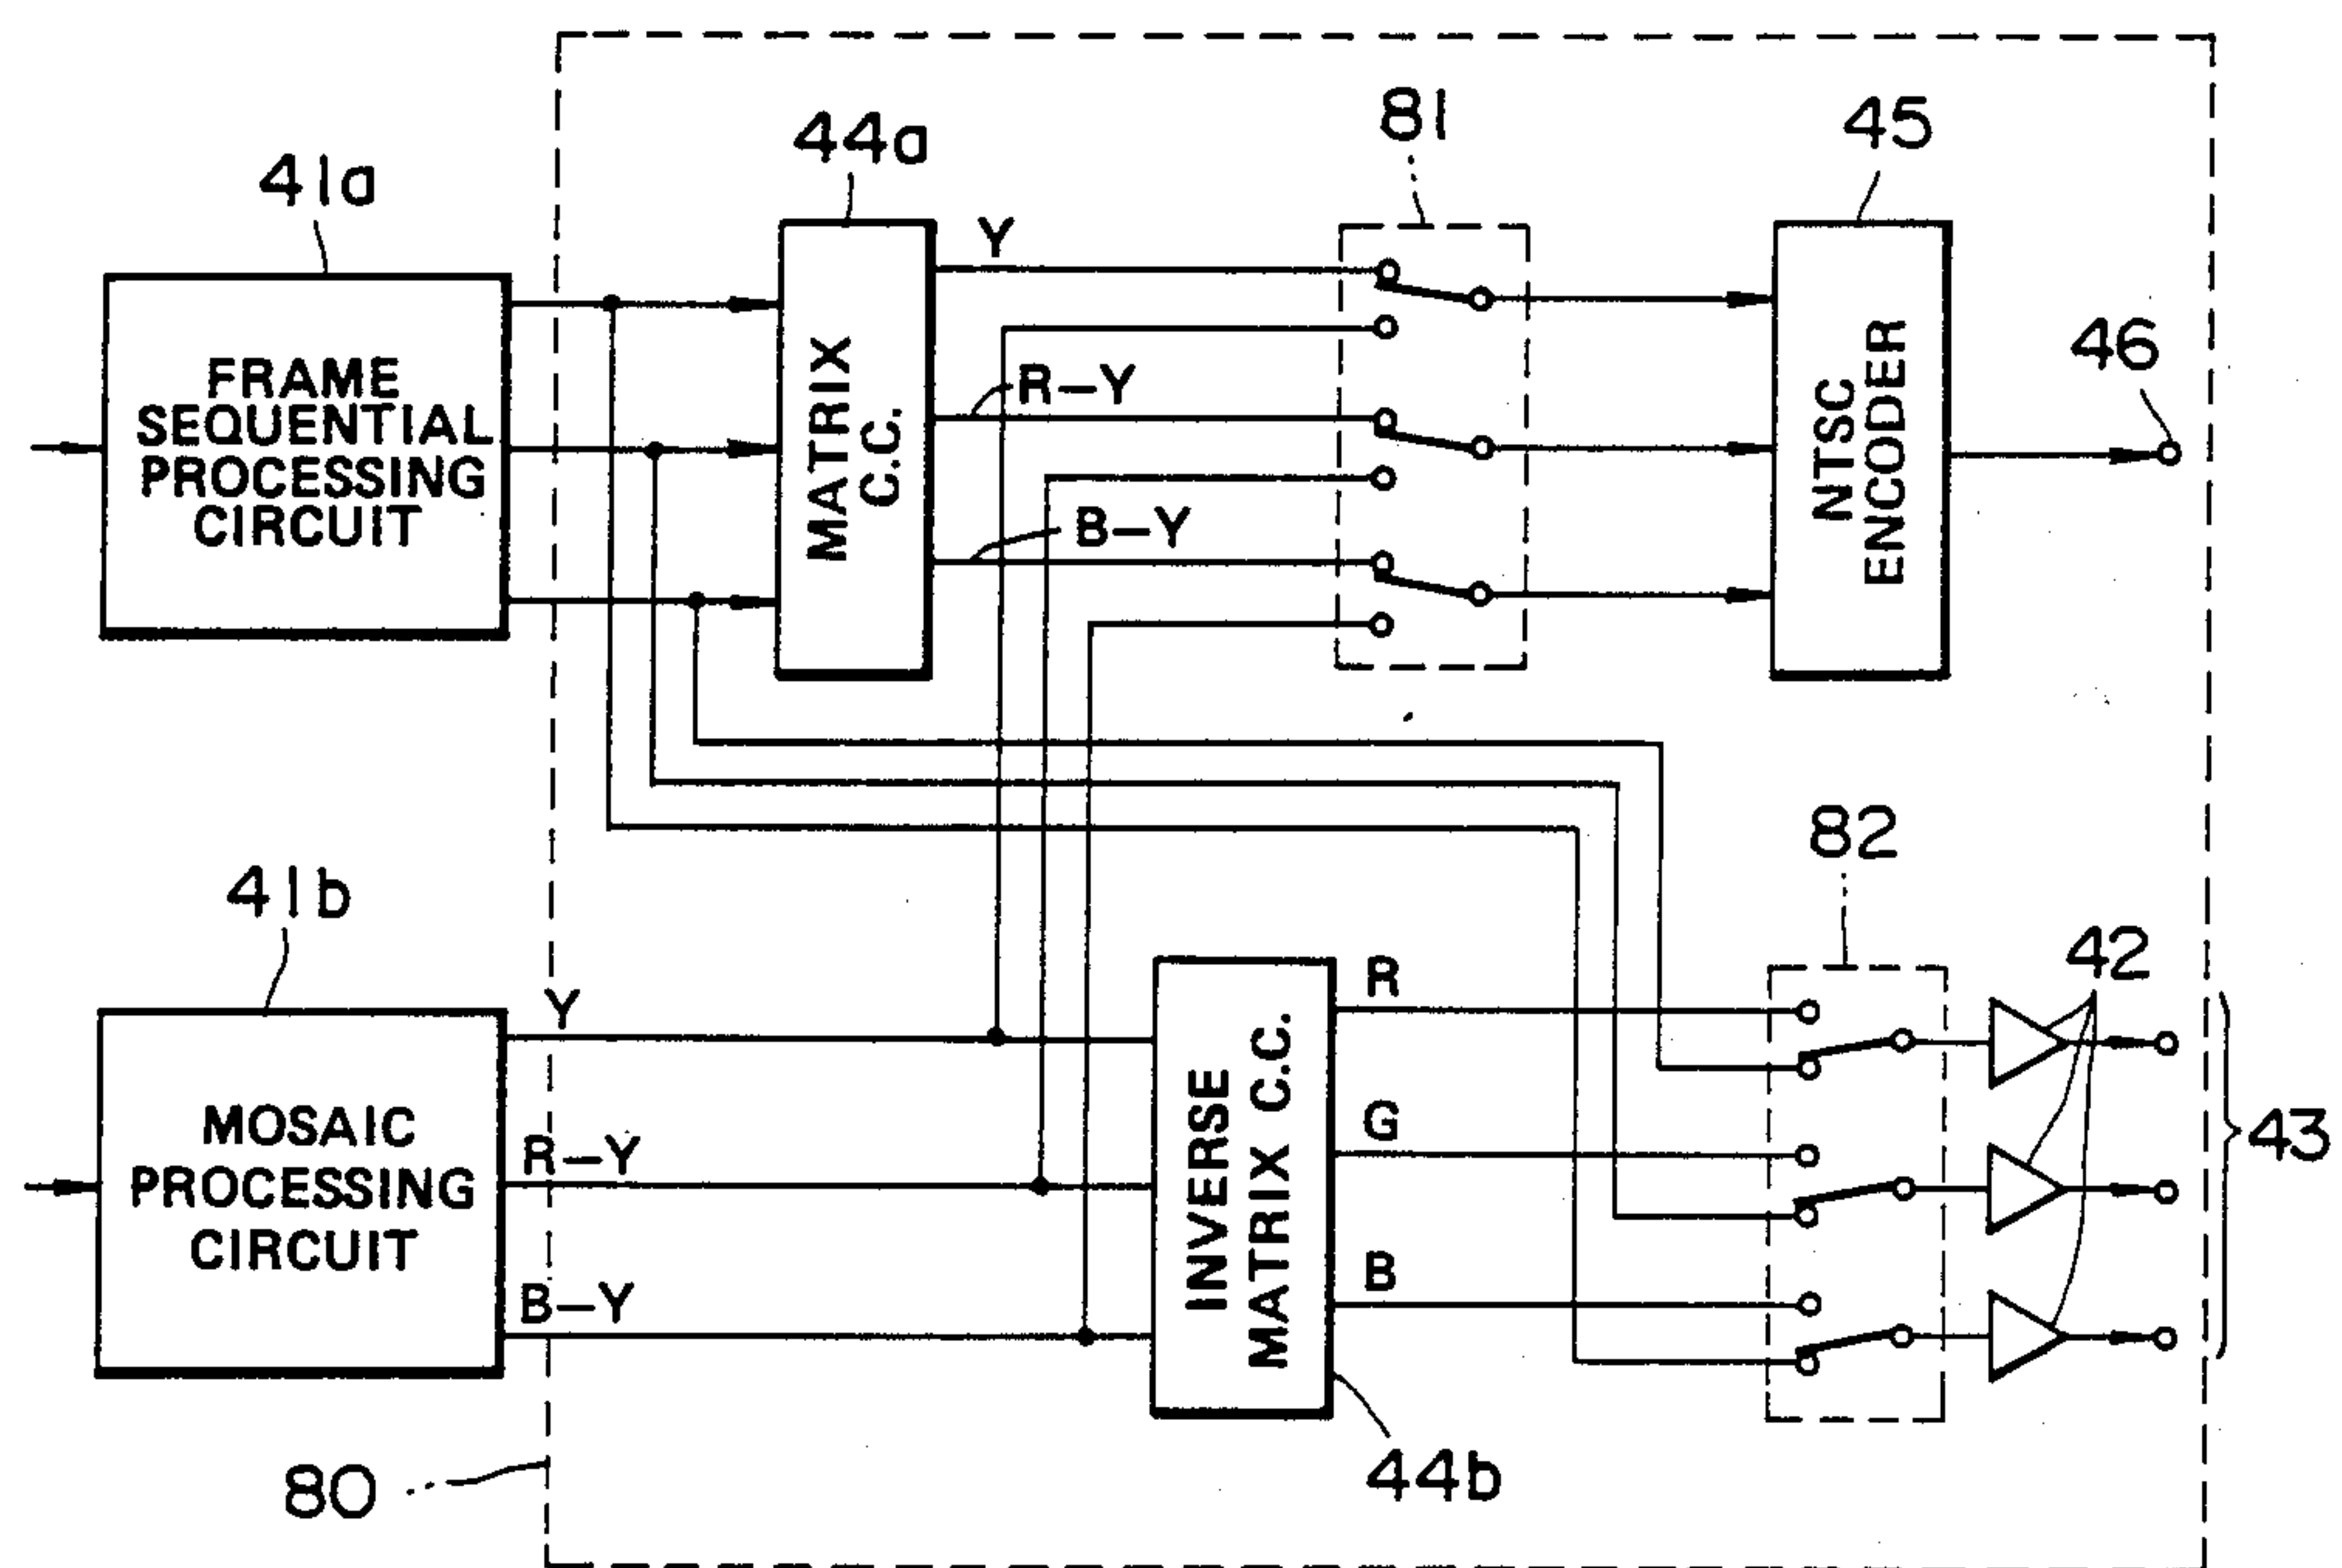 81
45
44a
41a
Y
46
FRAME
SEQUENTIAL
PROCESSING
CIRCUIT
MATRIX
C.C.
R-Y
B-Y
NTSC
ENCODER
82
41b
42
Y
R
MOSAIC
PROCESSING
CIRCUIT
R-Y
B-Y
INVERSE
MATRIX C.C.
G
B
43
80
44b